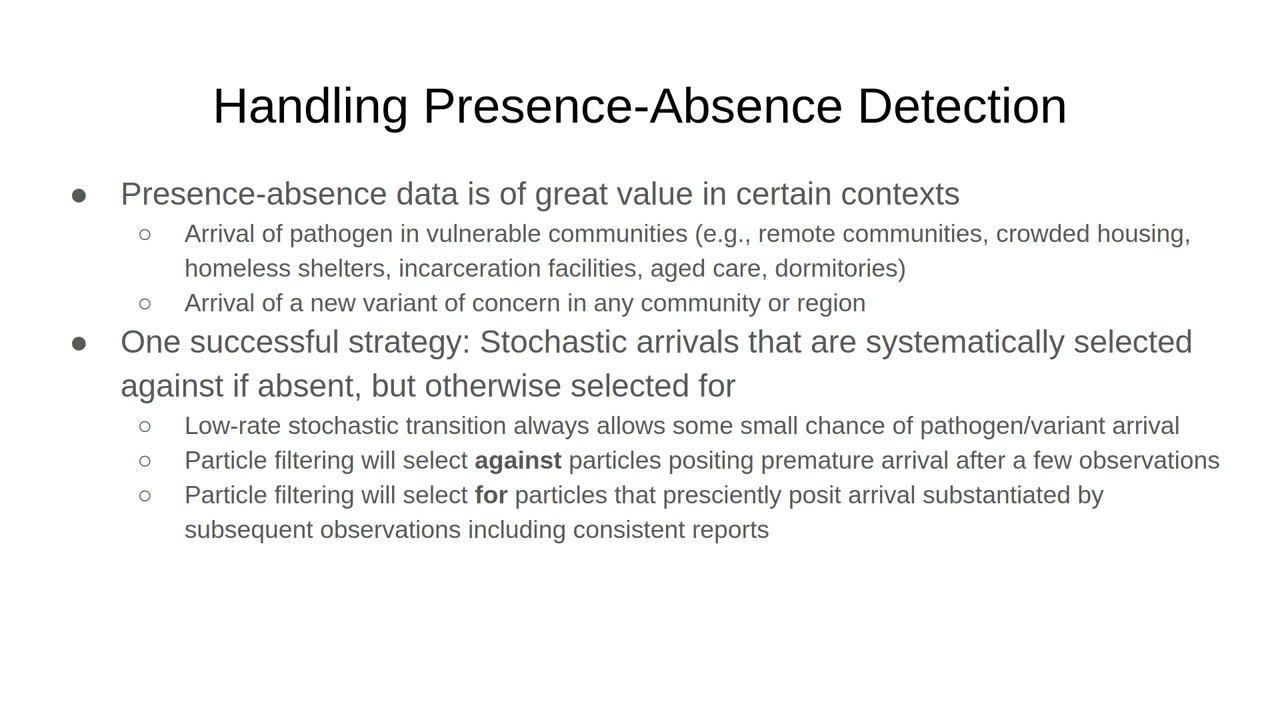 Handling Presence-Absence Detection
● Presence-absence data is of great value in certain contexts
○ Arrival of pathogen in vulnerable communities (e.g., remote communities, crowded housing,
homeless shelters, incarceration facilities, aged care, dormitories)
○ Arrival of a new variant of concern in any community or region
● One successful strategy: Stochastic arrivals that are systematically selected
against if absent, but otherwise selected for
○ Low-rate stochastic transition always allows some small chance of pathogen/variant arrival
○ Particle filtering will select against particles positing premature arrival after a few observations
○ Particle filtering will select for particles that presciently posit arrival substantiated by
subsequent observations including consistent reports